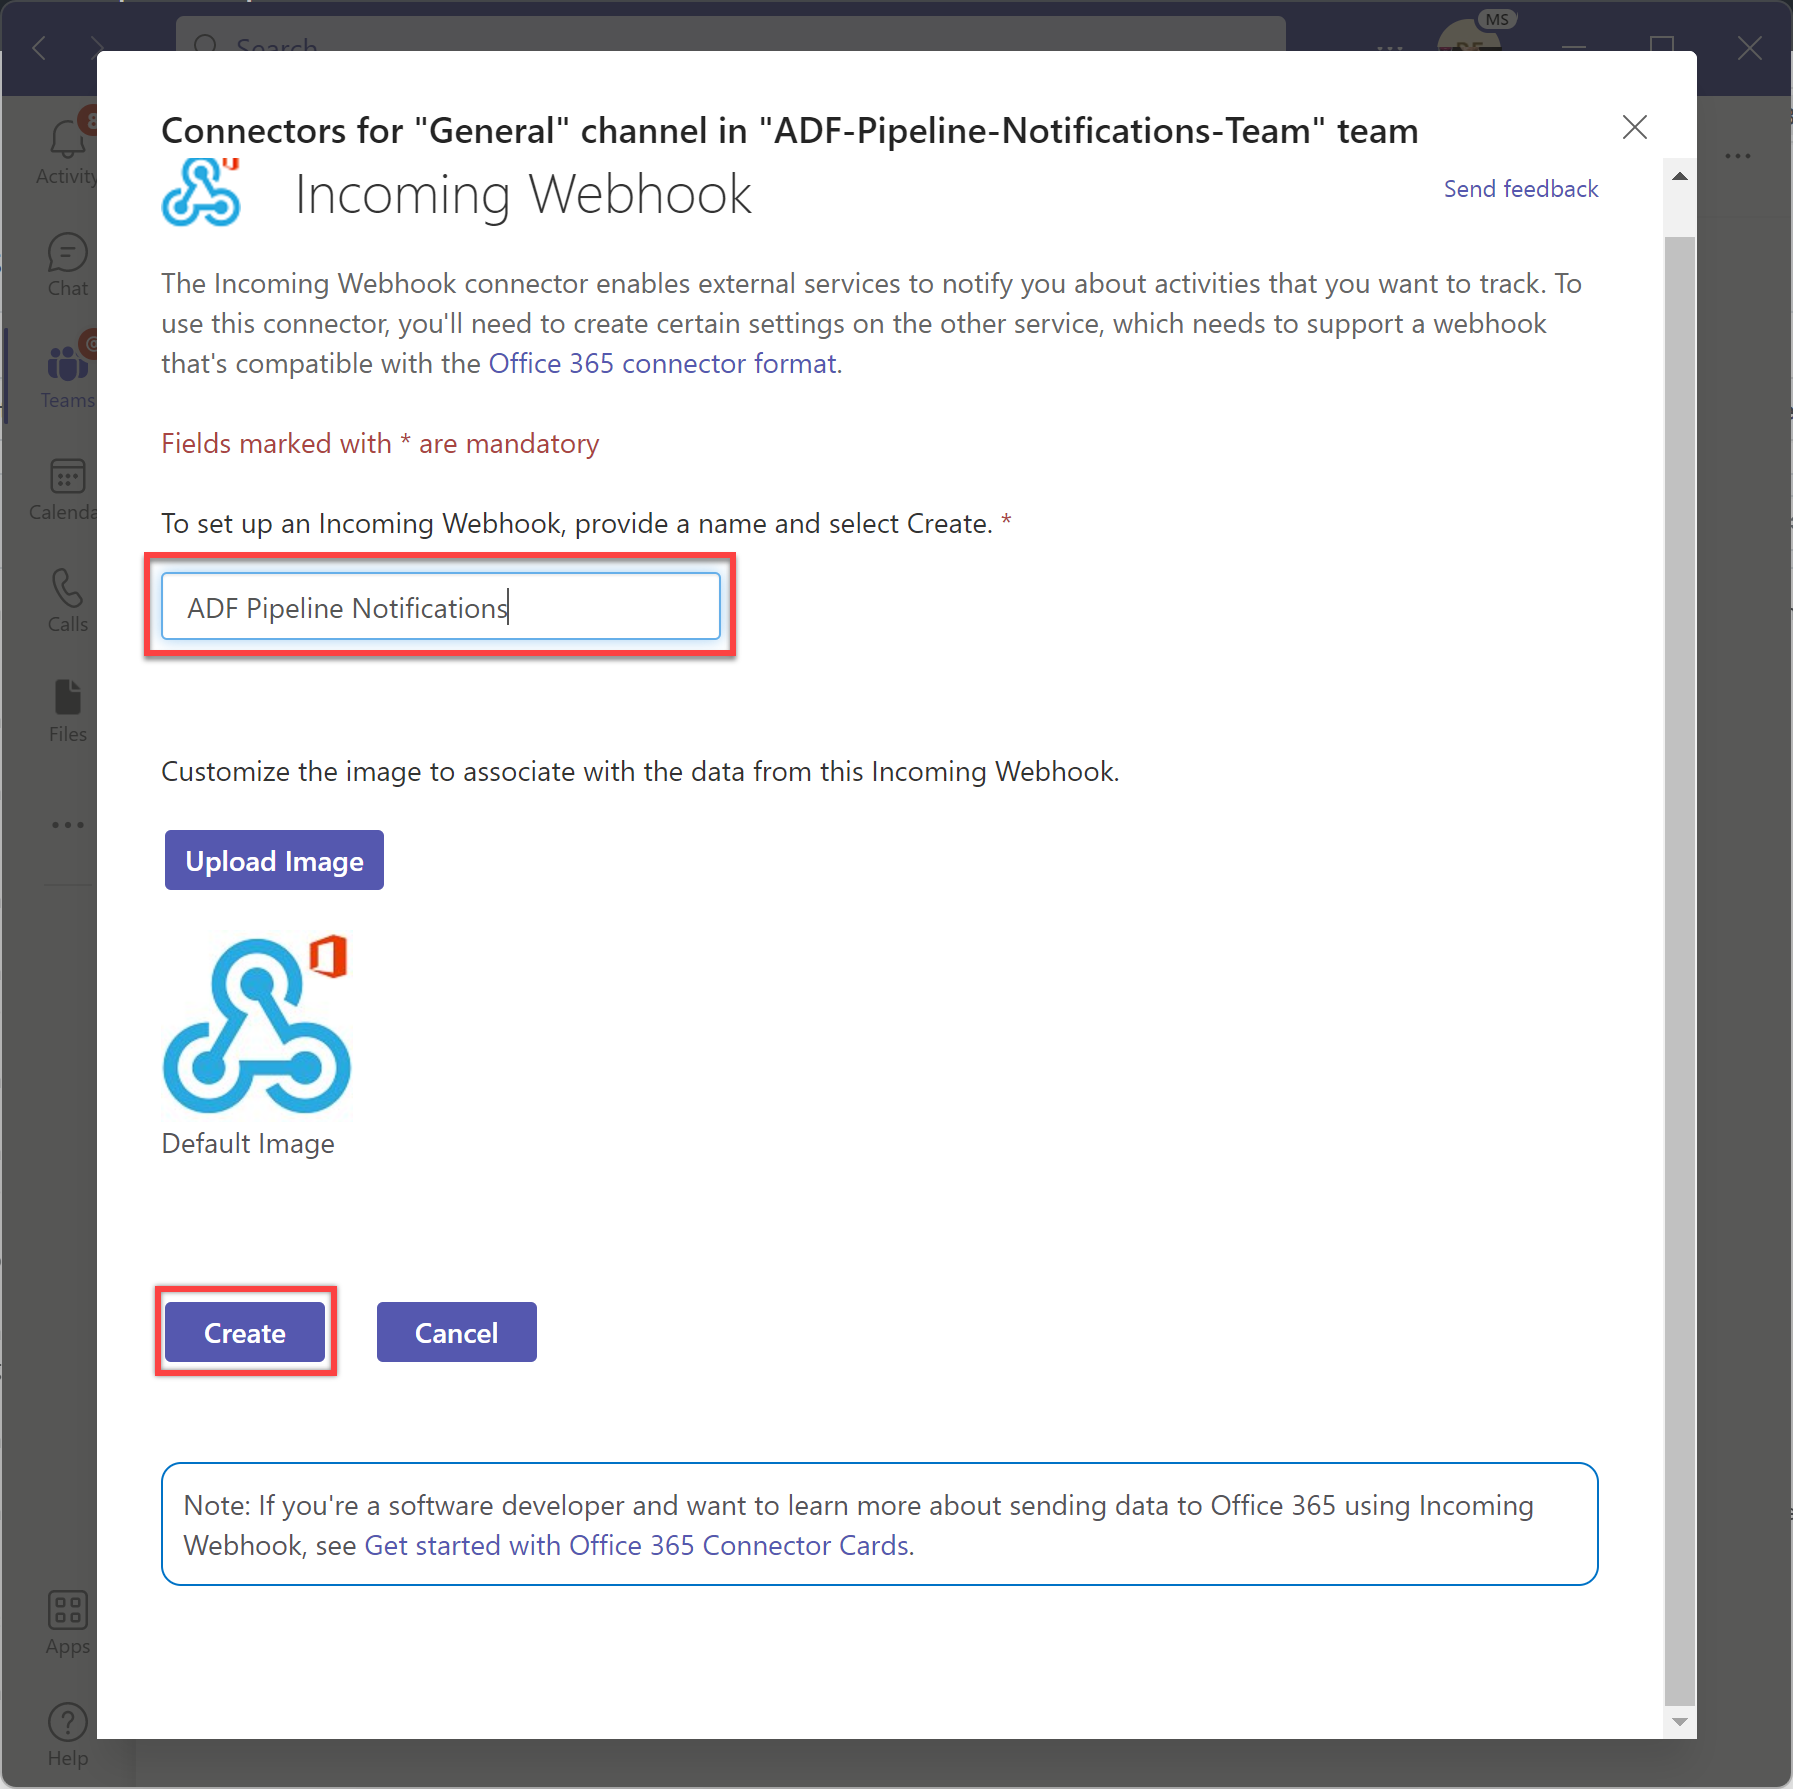 Search
MS
Connectors for "General" channel in "ADF-Pipeline-Notifications-Team" team
8
Activity
Incoming Webhook
Send feedback
Chat
The Incoming Webhook connector enables external services to notify you about activities that you want to track. To
use this connector, you'll need to create certain settings on the other service, which needs to support a webhook
that's compatible with the Office 365 connector format.
@
Teams
Fields marked with * are mandatory
Calenda
To set up an Incoming Webhook, provide a name and select Create. *
ADF Pipeline Notifications
Calls
Files
Customize the image to associate with the data from this Incoming Webhook.
Upload Image
Default Image
Create
Cancel
Note: If you're a software developer and want to learn more about sending data to Office 365 using Incoming
Webhook, see Get started with Office 365 Connector Cards.
Apps
Help